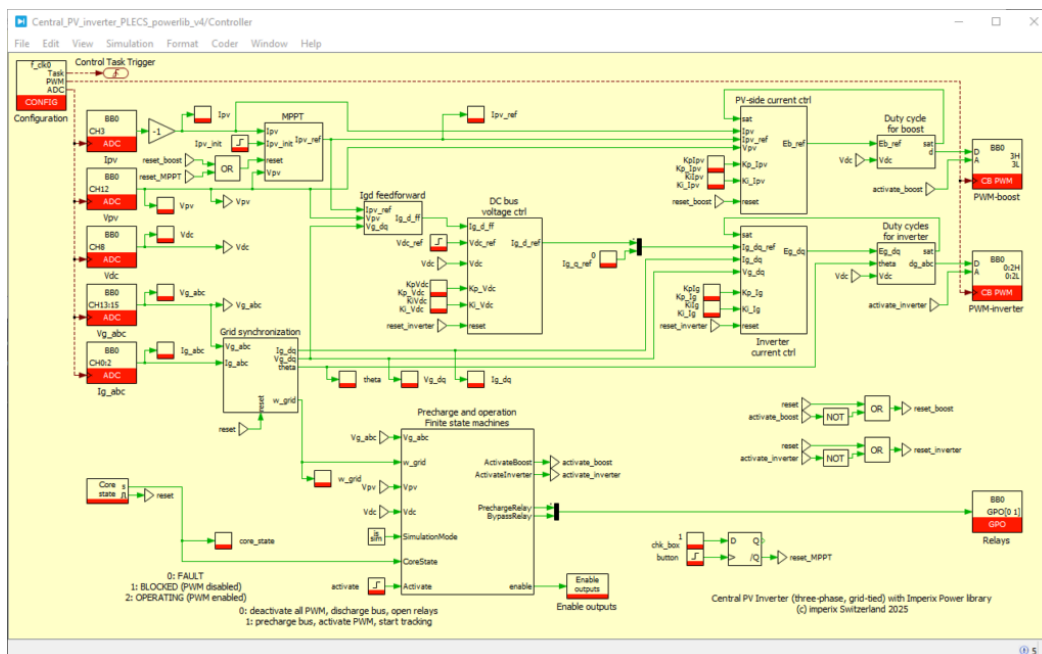 Central_PV_inverter_PLECS_powerlib_v4/Controller
File Edit View Simulation Format Coder Window Help
f_clk0
Task
PWM
ADC
CONFIG
Configuration
Control Task Trigger
BB0
CH3
ADC
Ipv
-1
Ipv
MPPT
Ipv
Ipv_init
reset
Vpv
Ipv_ref
Ipv_init
reset_boost
reset_MPPT
OR
Ipv_ref
BB0
CH12
ADC
Vpv
Vpv
Vpv
BB0
CH8
ADC
Vdc
Vdc
Vdc
BB0
CH13:15
ADC
Vg_abc
Vg_abc
Vg_abc
BB0
CH0:2
ADC
Ig_abc
Ig_abc
Igd feedforward
Ipv_ref
Vpv
Vg_dq
Ig_d_ff
DC bus
voltage ctrl
Ig_d_ff
Vdc_ref
Vdc
Kp_Vdc
Ki_Vdc
reset
Ig_d_ref
Vdc_ref
Vdc
KpVdc
Kp_Vdc
KiVdc
Ki_Vdc
reset_inverter
0
Ig_q_ref
PV-side current ctrl
sat
Ipv
Ipv_ref
Vpv
Kp_Ipv
Ki_Ipv
reset
Eb_ref
KpIpv
Kp_Ipv
KiIpv
Ki_Ipv
reset_boost
Duty cycle
for boost
Eb_ref
Vdc
sat
d
Vdc
activate_boost
BB0
D
A
3H
3L
CB PWM
PWM-boost
sat
Ig_dq_ref
Ig_dq
Vg_dq
Kp_Ig
Ki_Ig
reset
Eg_dq
Inverter
current ctrl
KpIg
Kp_Ig
KiIg
Ki_Ig
reset_inverter
Duty cycles
for inverter
Eg_dq
theta
Vdc
sat
dg_abc
Vdc
activate_inverter
BB0
D
A
0:2H
0:2L
CB PWM
PWM-inverter
Grid synchronization
Vg_abc
Ig_abc
reset
Ig_dq
Vg_dq
theta
w_grid
reset
theta
Vg_dq
Ig_dq
Precharge and operation
Finite state machines
Vg_abc
w_grid
Vpv
Vdc
SimulationMode
CoreState
Activate
ActivateBoost
ActivateInverter
PrechargeRelay
BypassRelay
enable
Vg_abc
w_grid
Vpv
Vdc
is
sim
activate
activate_boost
activate_inverter
Enable
outputs
Enable outputs
Core
state
s
reset
core_state
0: FAULT
1: BLOCKED (PWM disabled)
2: OPERATING (PWM enabled)
0: deactivate all PWM, discharge bus, open relays
1: precharge bus, activate PWM, start tracking
reset
activate_boost
NOT
OR
reset_boost
reset
activate_inverter
NOT
OR
reset_inverter
BB0
GPO[0 1]
GPO
Relays
1
chk_box
button
D
Q
/Q
reset_MPPT
Central PV Inverter (three-phase, grid-tied) with Imperix Power library
(c) imperix Switzerland 2025
5